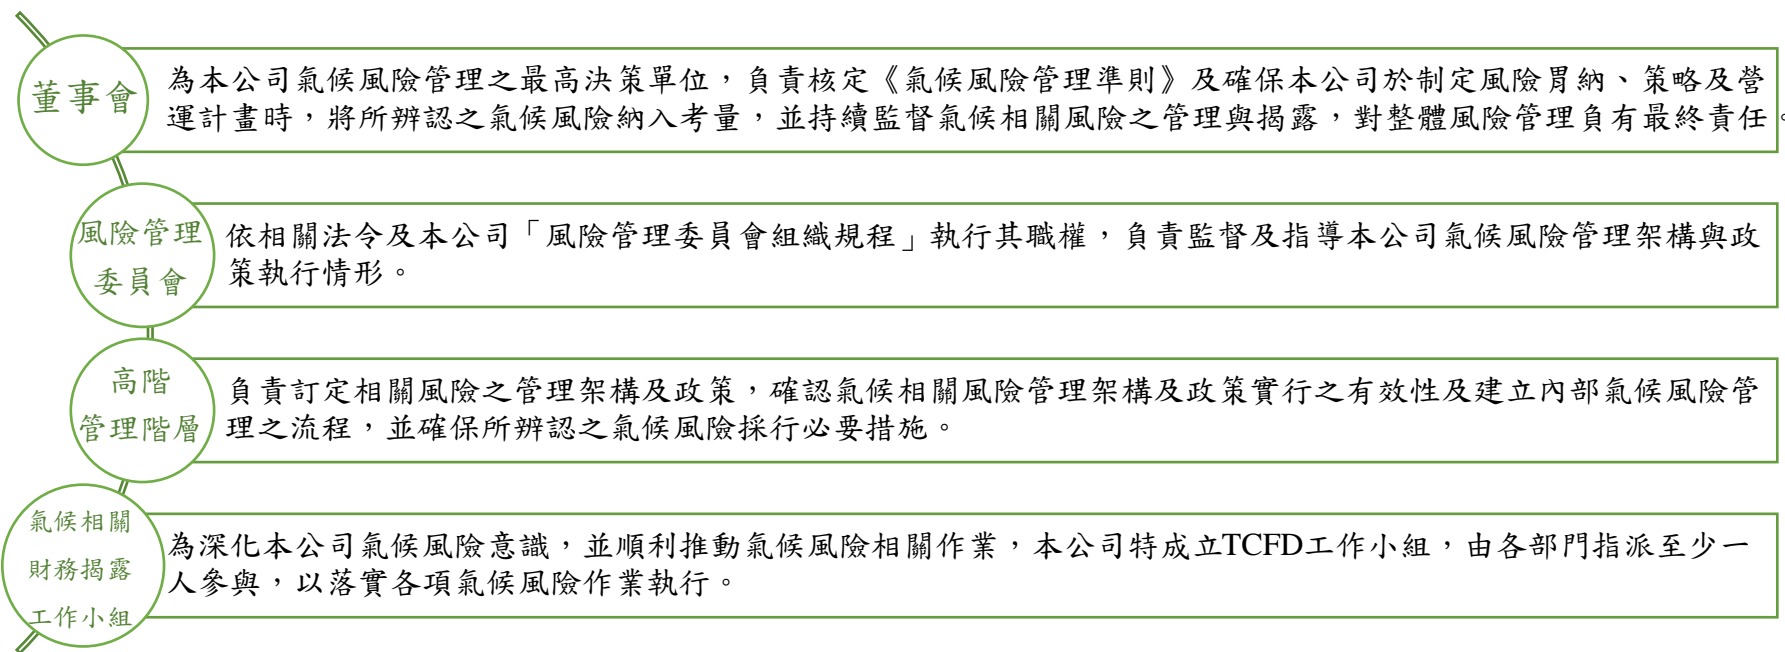 董事會
為本公司氣候風險管理之最高決策單位，負責核定《氣候風險管理準則》及確保本公司於制定風險胃納、策略及營
運計畫時，將所辨認之氣候風險納入考量，並持續監督氣候相關風險之管理與揭露，對整體風險管理負有最終責任。
風險管理
委員會
依相關法令及本公司「風險管理委員會組織規程」執行其職權，負責監督及指導本公司氣候風險管理架構與政
策執行情形。
高階
管理階層
負責訂定相關風險之管理架構及政策，確認氣候相關風險管理架構及政策實行之有效性及建立內部氣候風險管
理之流程，並確保所辨認之氣候風險採行必要措施。
氣候相關
財務揭露
工作小組
為深化本公司氣候風險意識，並順利推動氣候風險相關作業，本公司特成立TCFD工作小組，由各部門指派至少一
人參與，以落實各項氣候風險作業執行。